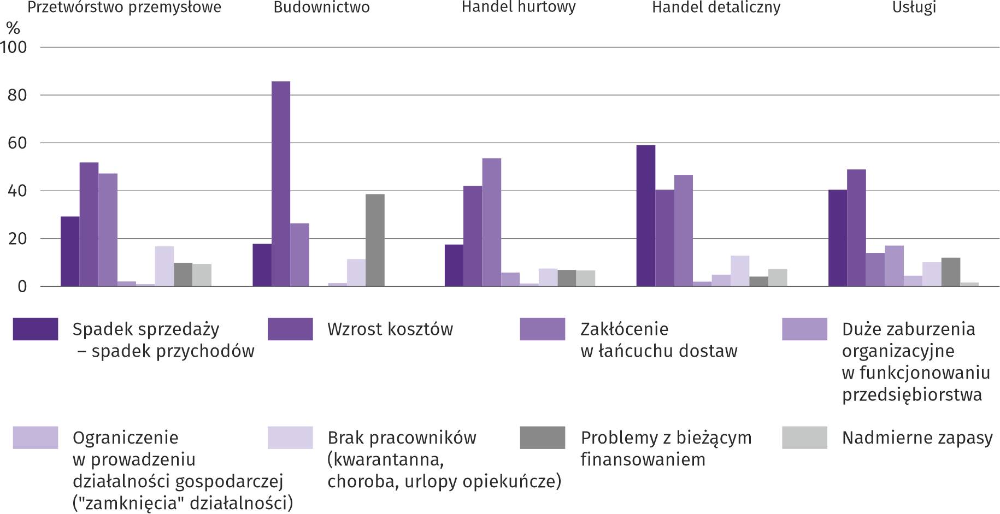 Przetwórstwo przemysłowe
Budownictwo
Handel hurtowy
Handel detaliczny
Usługi
%
100
80
60
40
20
0
Spadek sprzedaży
– spadek przychodów
Wzrost kosztów
Zakłócenie
w łańcuchu dostaw
Duże zaburzenia
organizacyjne
w funkcjonowaniu
przedsiębiorstwa
Ograniczenie
w prowadzeniu
działalności gospodarczej
("zamknięcia" działalności)
Brak pracowników
(kwarantanna,
choroba, urlopy opiekuńcze)
Problemy z bieżącym
finansowaniem
Nadmierne zapasy